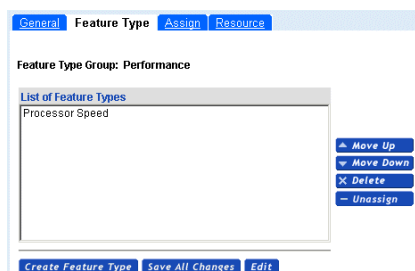 General Feature Type Assign Resource
Feature Type Group: Performance
List of Feature Types
Processor Speed
Move Up
Move Down
Delete
Unassign
Create Feature Type Save All Changes Edit